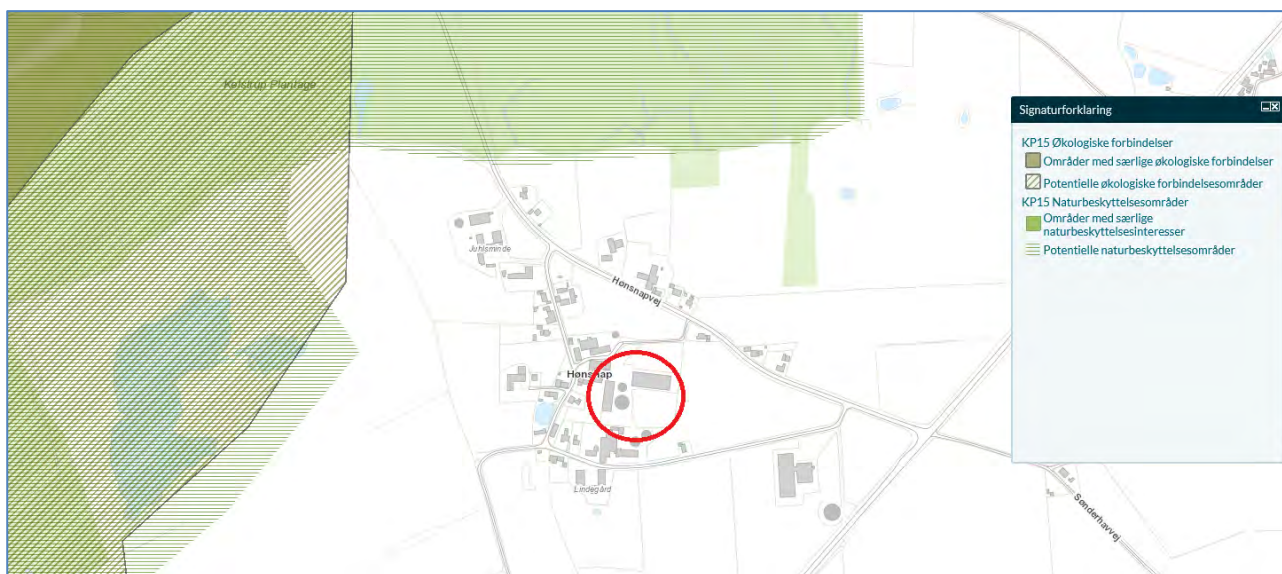 Kelstrup Plantage
Signaturforklaring
KP15 Økologiske forbindelser
Områder med særlige økologiske forbindelser
Potentielle økologiske forbindelsesområder
KP15 Naturbeskyttelsesområder
Områder med særlige
naturbeskyttelsesinteresser
Potentielle naturbeskyttelsesområder
Juhlsminde
Hønsnapvej
Hønsnap
Lindegård
Sønderhavvej